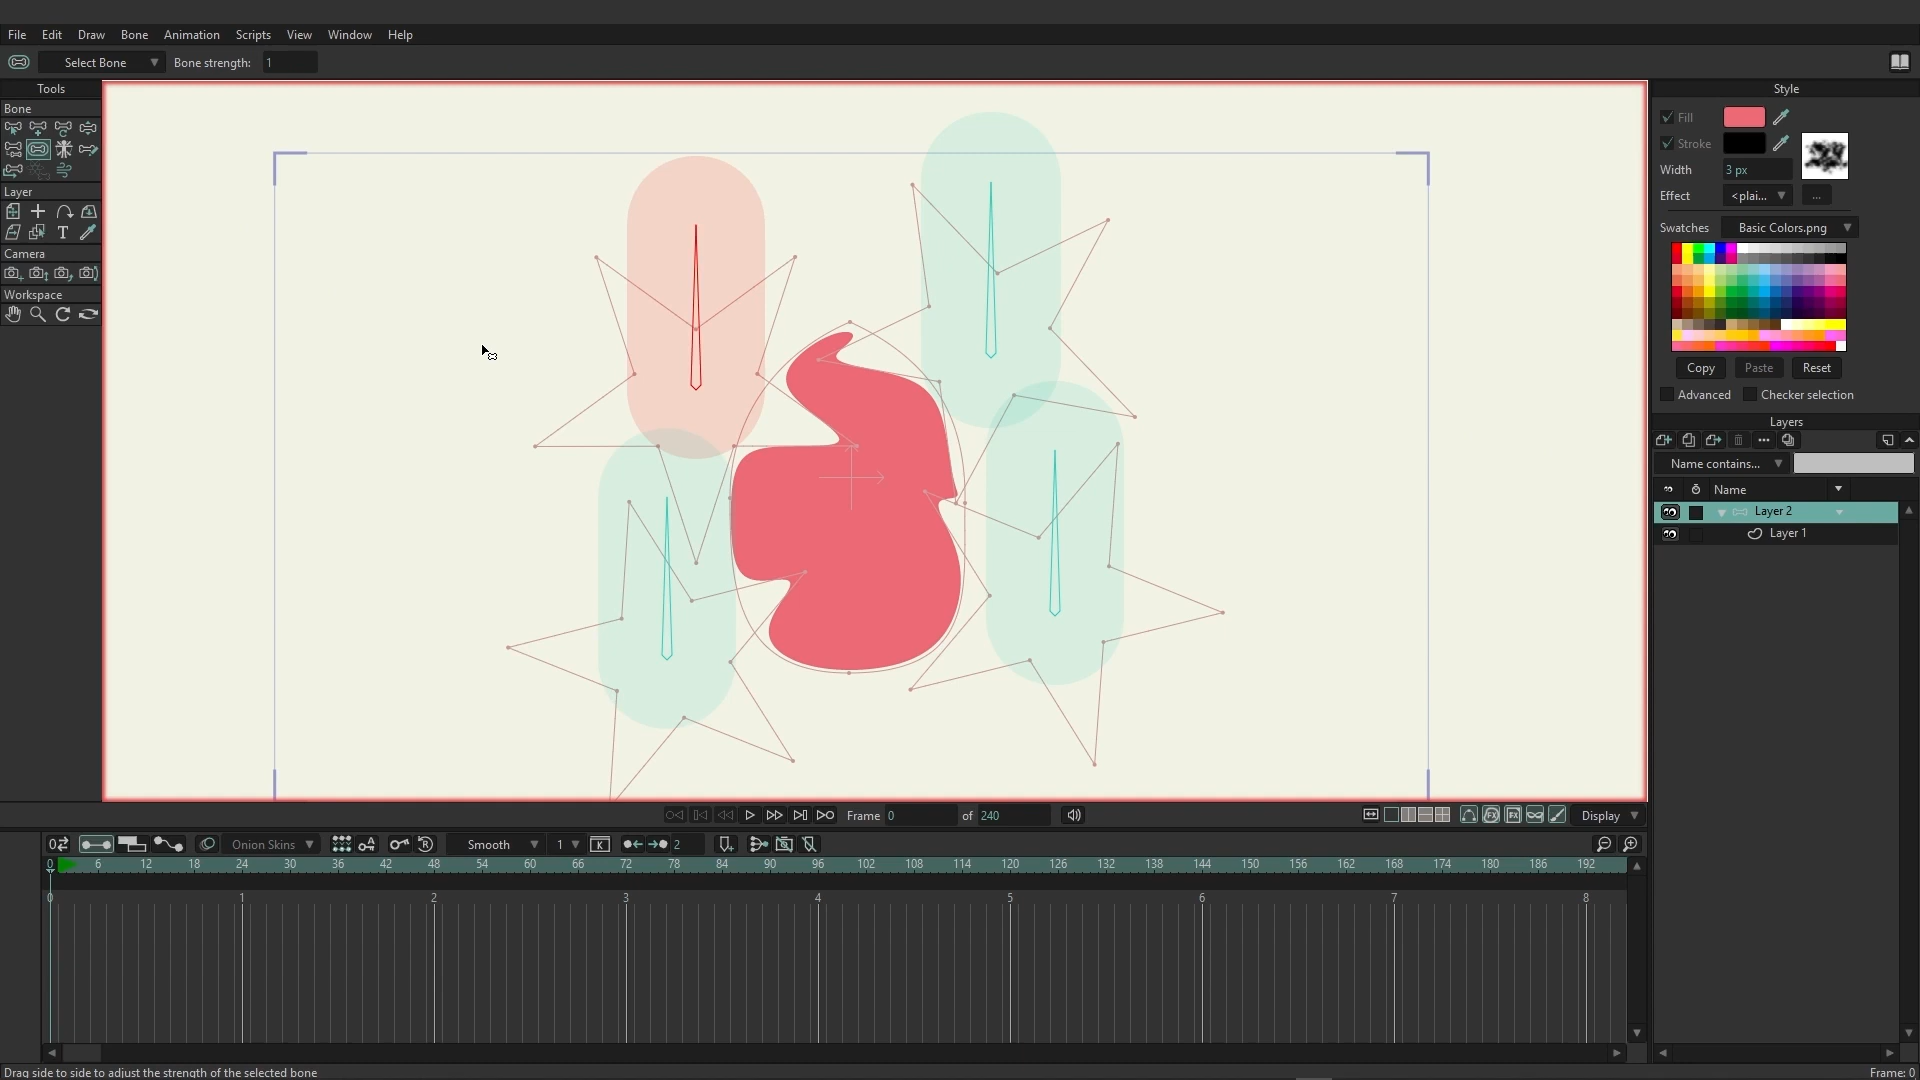 File Edit Draw Bone Animation Scripts View Window Help
Select Bone Bone strength: 1
Tools
Bone
Layer
T
Camera
Workspace
Style
Fill
Stroke
Width 3 px
Effect <plai... ...
Swatches Basic Colors.png
Copy Paste Reset
Advanced Checker selection
Layers
Name contains...
Name
Layer 2
Layer 1
Frame 0 of 240 Display
Onion Skins Smooth 1 K 2
0 6 12 18 24 30 36 42 48 54 60 66 72 78 84 90 96 102 108 114 120 126 132 138 144 150 156 162 168 174 180 186 192
0 1 2 3 4 5 6 7 8
Drag side to side to adjust the strength of the selected bone Frame: 0